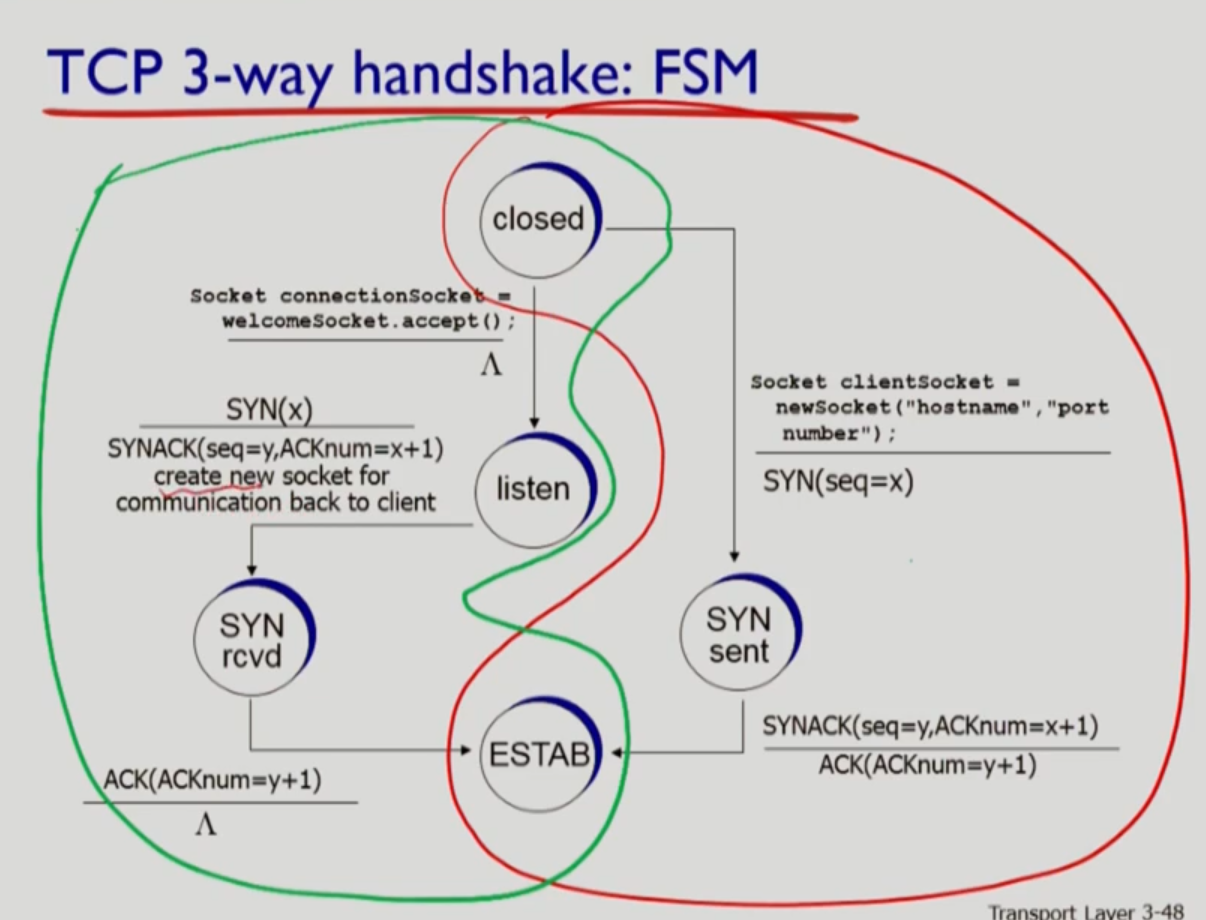 TCP 3-way handshake: FSM
closed
Socket connectionSocket =
welcomeSocket.accept();
Λ
SYN(x)
SYNACK(seq=y,ACKnum=x+1)
create new socket for
communication back to client
listen
Socket clientSocket =
newSocket("hostname","port
number");
SYN(seq=x)
SYN
rcvd
SYN
sent
ESTAB
SYNACK(seq=y,ACKnum=x+1)
ACK(ACKnum=y+1)
ACK(ACKnum=y+1)
Λ
Transport Layer 3-48